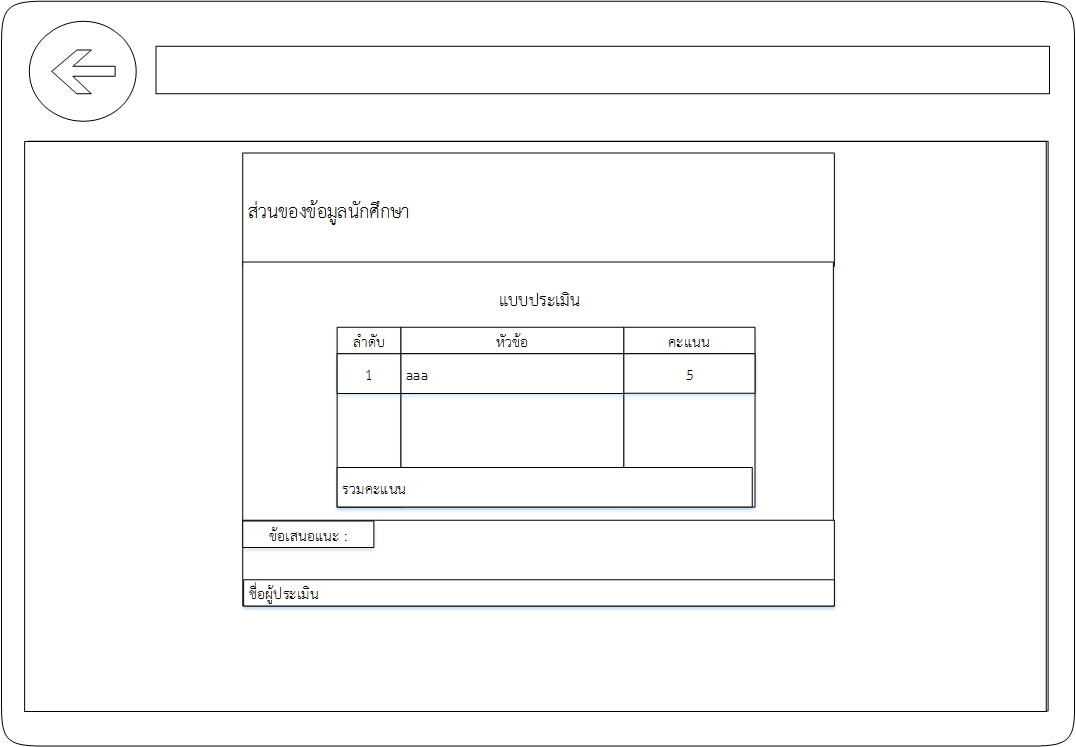 ส่วนของข้อมูลนักศึกษา
แบบประเมิน
ลำดับ หัวข้อ คะแนน
1 aaa 5
รวมคะแนน
ข้อเสนอแนะ :
ชื่อผู้ประเมิน